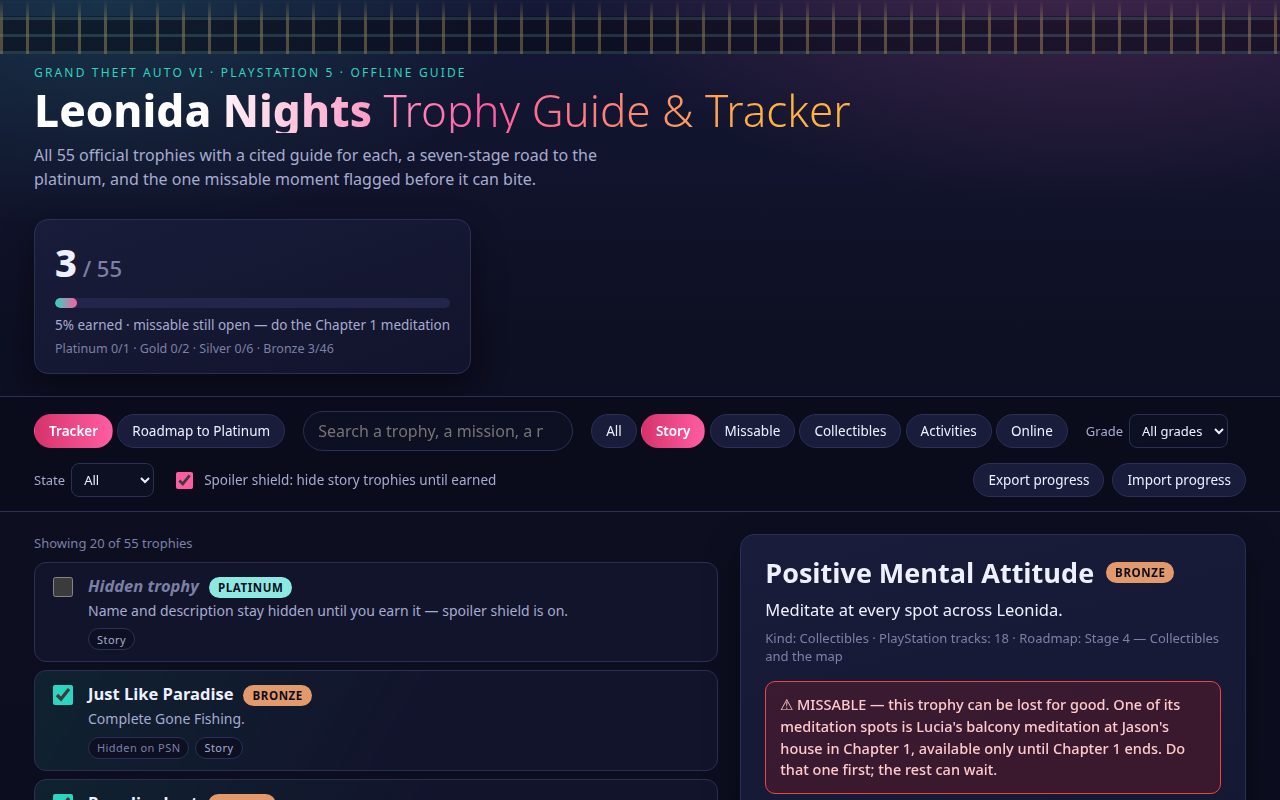 GRAND THEFT AUTO VI · PLAYSTATION 5 · OFFLINE GUIDE
Leonida Nights Trophy Guide & Tracker
All 55 official trophies with a cited guide for each, a seven-stage road to the
platinum, and the one missable moment flagged before it can bite.
3 / 55
5% earned · missable still open — do the Chapter 1 meditation
Platinum 0/1 · Gold 0/2 · Silver 0/6 · Bronze 3/46
Tracker Roadmap to Platinum Search a trophy, a mission, a r All Story Missable Collectibles Activities Online Grade All grades
State All Spoiler shield: hide story trophies until earned Export progress Import progress
Showing 20 of 55 trophies
Hidden trophy PLATINUM
Name and description stay hidden until you earn it — spoiler shield is on.
Story
Just Like Paradise BRONZE
Complete Gone Fishing.
Hidden on PSN Story
Positive Mental Attitude BRONZE
Meditate at every spot across Leonida.
Kind: Collectibles · PlayStation tracks: 18 · Roadmap: Stage 4 — Collectibles
and the map
⚠ MISSABLE — this trophy can be lost for good. One of its
meditation spots is Lucia's balcony meditation at Jason's
house in Chapter 1, available only until Chapter 1 ends. Do
that one first; the rest can wait.